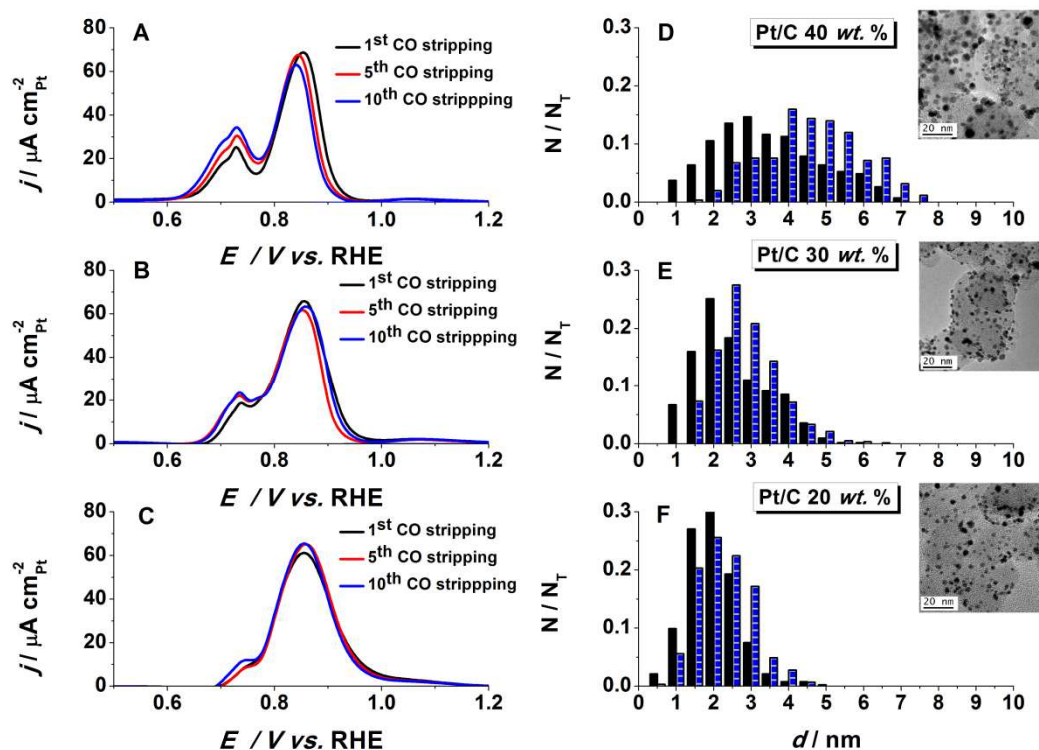 A
80
60
40
20
0
j / μA cm⁻²Pt
1st CO stripping
5th CO stripping
10th CO strippping
0.6 0.8 1.0 1.2
E / V vs. RHE
B
80
60
40
20
0
j / μA cm⁻²Pt
1st CO stripping
5th CO stripping
10th CO strippping
0.6 0.8 1.0 1.2
E / V vs. RHE
C
80
60
40
20
0
j / μA cm⁻²Pt
1st CO stripping
5th CO stripping
10th CO strippping
0.6 0.8 1.0 1.2
E / V vs. RHE
D
Pt/C 40 wt. %
0.3
0.2
0.1
0.0
N / NT
20 nm
0 1 2 3 4 5 6 7 8 9 10
E
Pt/C 30 wt. %
0.3
0.2
0.1
0.0
N / NT
20 nm
0 1 2 3 4 5 6 7 8 9 10
F
Pt/C 20 wt. %
0.3
0.2
0.1
0.0
N / NT
20 nm
0 1 2 3 4 5 6 7 8 9 10
d / nm